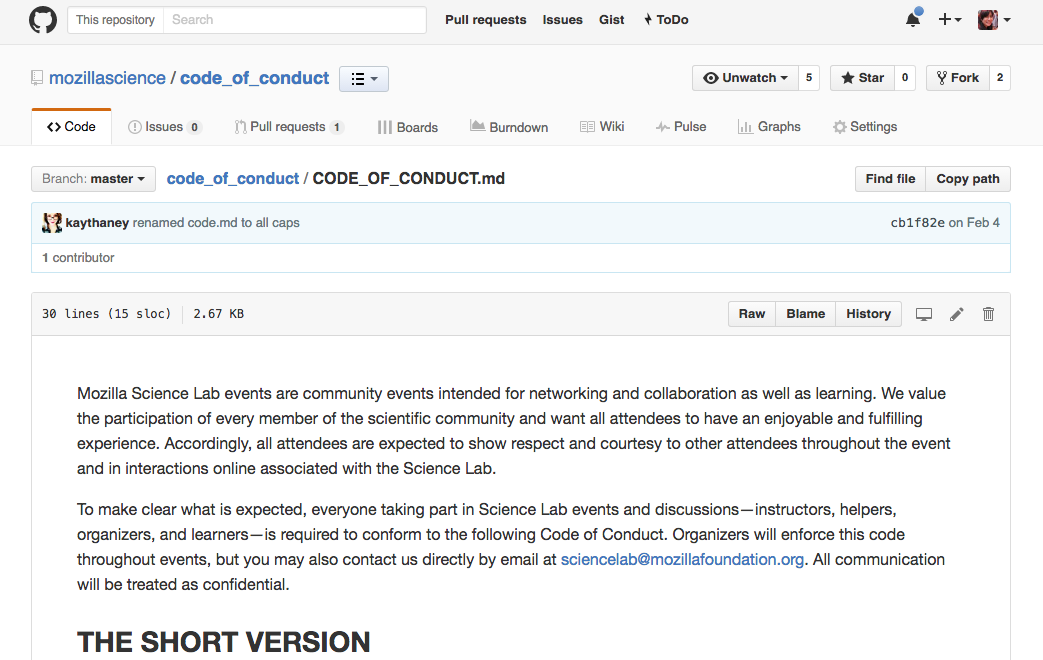 This repository Search Pull requests Issues Gist ToDo
mozillascience / code_of_conduct Unwatch 5 Star 0 Fork 2
Code Issues 0 Pull requests 1 Boards Burndown Wiki Pulse Graphs Settings
Branch: master code_of_conduct / CODE_OF_CONDUCT.md Find file Copy path
kaythaney renamed code.md to all caps cb1f82e on Feb 4
1 contributor
30 lines (15 sloc) 2.67 KB Raw Blame History
Mozilla Science Lab events are community events intended for networking and collaboration as well as learning. We value
the participation of every member of the scientific community and want all attendees to have an enjoyable and fulfilling
experience. Accordingly, all attendees are expected to show respect and courtesy to other attendees throughout the event
and in interactions online associated with the Science Lab.
To make clear what is expected, everyone taking part in Science Lab events and discussions—instructors, helpers,
organizers, and learners—is required to conform to the following Code of Conduct. Organizers will enforce this code
throughout events, but you may also contact us directly by email at sciencelab@mozillafoundation.org. All communication
will be treated as confidential.
THE SHORT VERSION